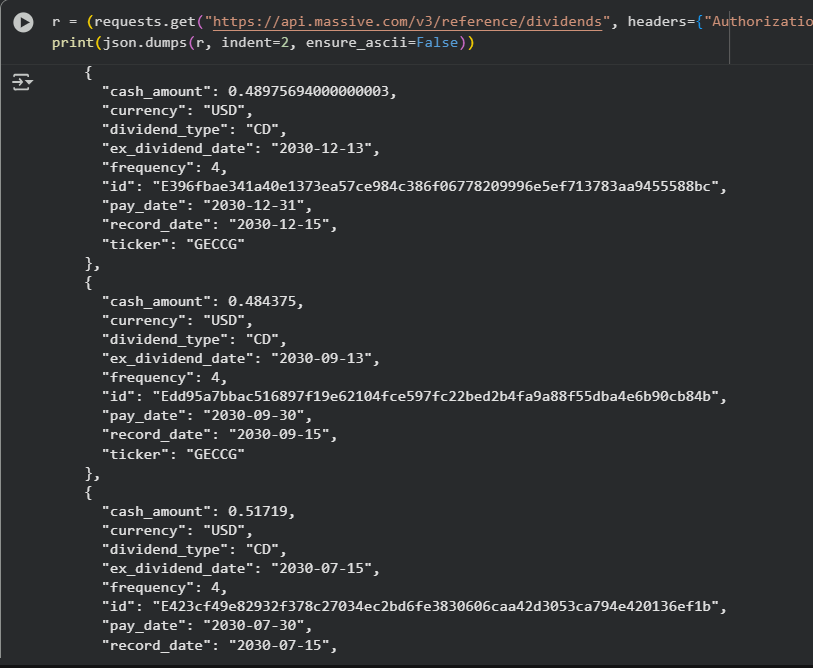 r = (requests.get("https://api.massive.com/v3/reference/dividends", headers={"Authorizatio
print(json.dumps(r, indent=2, ensure_ascii=False))
{
"cash_amount": 0.48975694000000003,
"currency": "USD",
"dividend_type": "CD",
"ex_dividend_date": "2030-12-13",
"frequency": 4,
"id": "E396fbae341a40e1373ea57ce984c386f06778209996e5ef713783aa9455588bc",
"pay_date": "2030-12-31",
"record_date": "2030-12-15",
"ticker": "GECCG"
},
{
"cash_amount": 0.484375,
"currency": "USD",
"dividend_type": "CD",
"ex_dividend_date": "2030-09-13",
"frequency": 4,
"id": "Edd95a7bbac516897f19e62104fce597fc22bed2b4fa9a88f55dba4e6b90cb84b",
"pay_date": "2030-09-30",
"record_date": "2030-09-15",
"ticker": "GECCG"
},
{
"cash_amount": 0.51719,
"currency": "USD",
"dividend_type": "CD",
"ex_dividend_date": "2030-07-15",
"frequency": 4,
"id": "E423cf49e82932f378c27034ec2bd6fe3830606caa42d3053ca794e420136ef1b",
"pay_date": "2030-07-30",
"record_date": "2030-07-15",